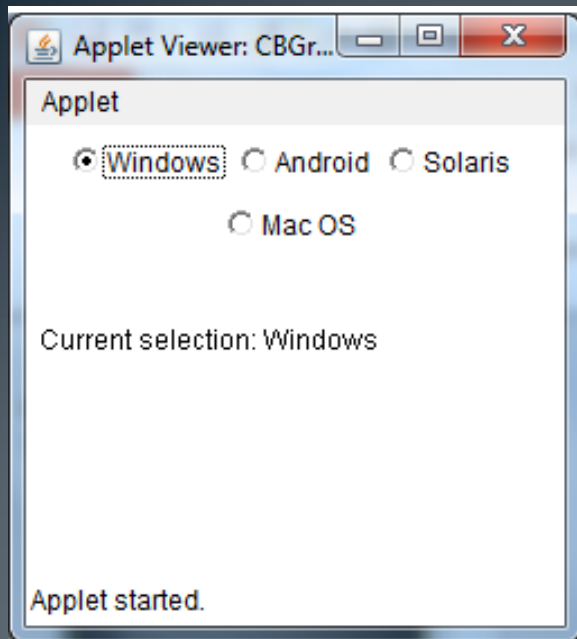 Applet Viewer: CBGr...
Applet
Windows Android Solaris
Mac OS
Current selection: Windows
Applet started.